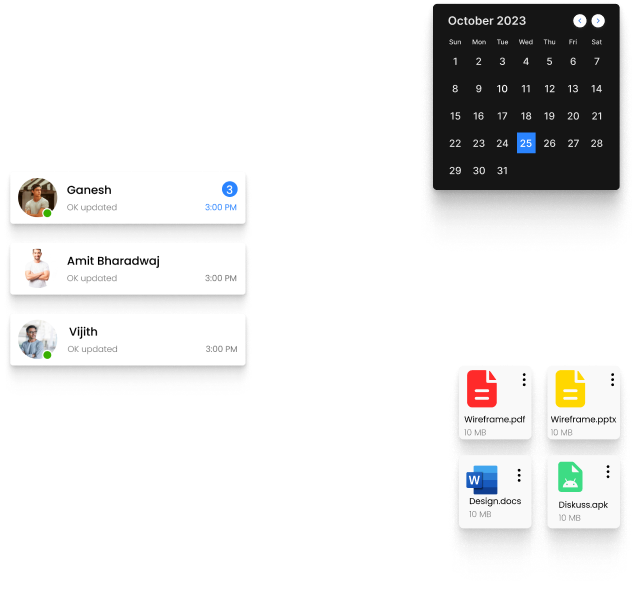 October 2023
Sun Mon Tue Wed Thu Fri Sat
1 2 3 4 5 6 7
8 9 10 11 12 13 14
15 16 17 18 19 20 21
22 23 24 25 26 27 28
29 30 31
Ganesh 3
OK updated 3:00 PM
Amit Bharadwaj
OK updated 3:00 PM
Vijith
OK updated 3:00 PM
Wireframe.pdf
10 MB
Wireframe.pptx
10 MB
W
Design.docs
10 MB
Diskuss.apk
10 MB